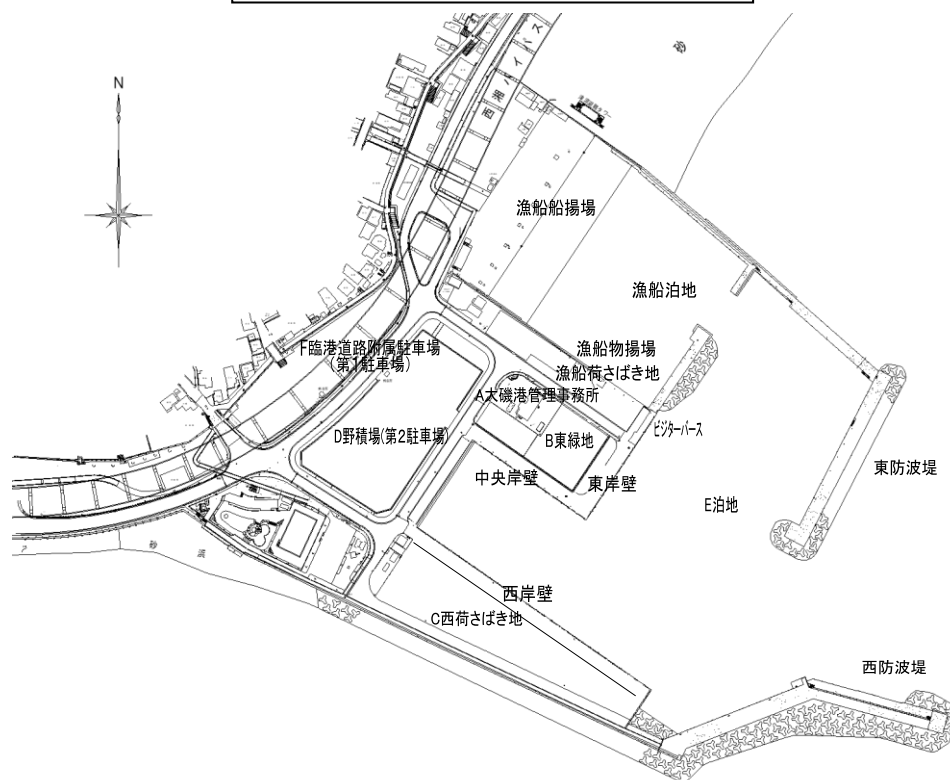 N
西湘バイパス
砂
漁船船揚場
漁船泊地
漁船物揚場
漁船荷さばき地
F臨港道路附属駐車場
(第1駐車場)
A大磯港管理事務所
D野積場(第2駐車場)
B東緑地
ビジターバース
中央岸壁
東岸壁
東防波堤
E泊地
砂 浜
西岸壁
C西荷さばき地
西防波堤